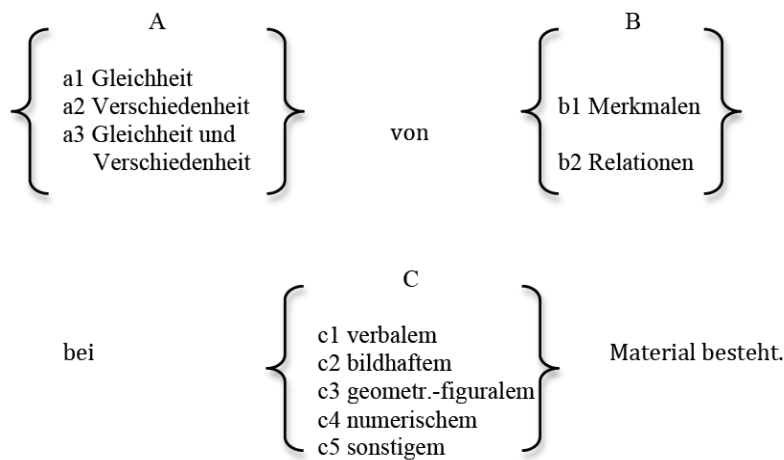 A
a1 Gleichheit
a2 Verschiedenheit
a3 Gleichheit und
Verschiedenheit
von
B
b1 Merkmalen
b2 Relationen
bei
C
c1 verbalem
c2 bildhaftem
c3 geometr.-figuralem
c4 numerischem
c5 sonstigem
Material besteht.